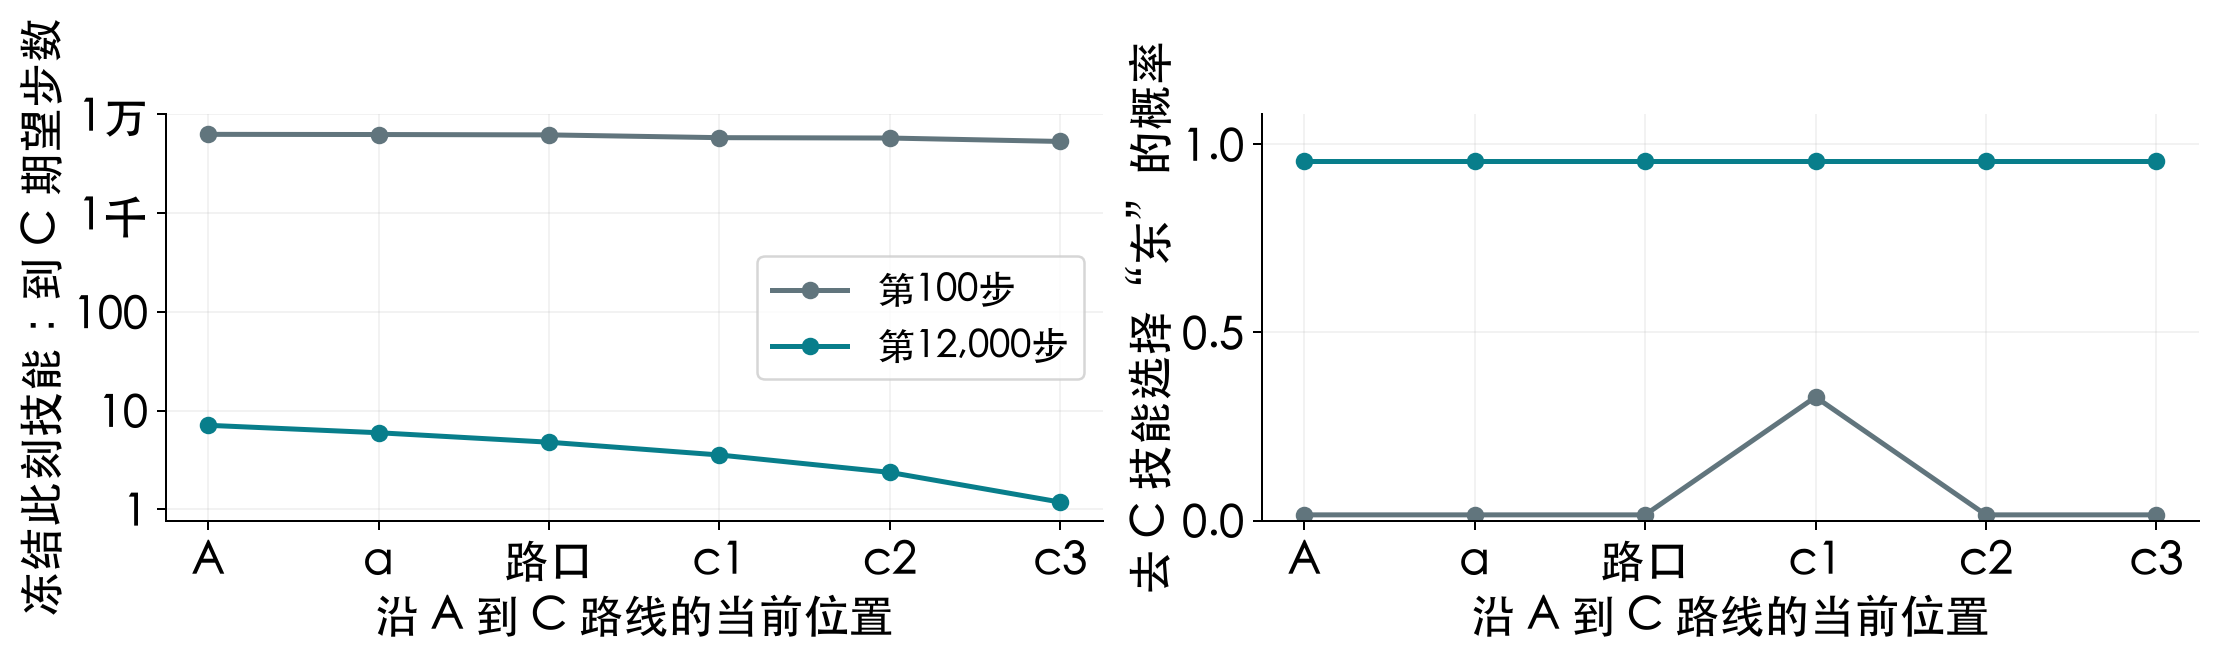 冻结此刻技能：到 C 期望步数
1万
1千
100
10
1
第100步
第12,000步
A
a
路口
c1
c2
c3
沿 A 到 C 路线的当前位置
去 C 技能选择 “东” 的概率
1.0
0.5
0.0
A
a
路口
c1
c2
c3
沿 A 到 C 路线的当前位置